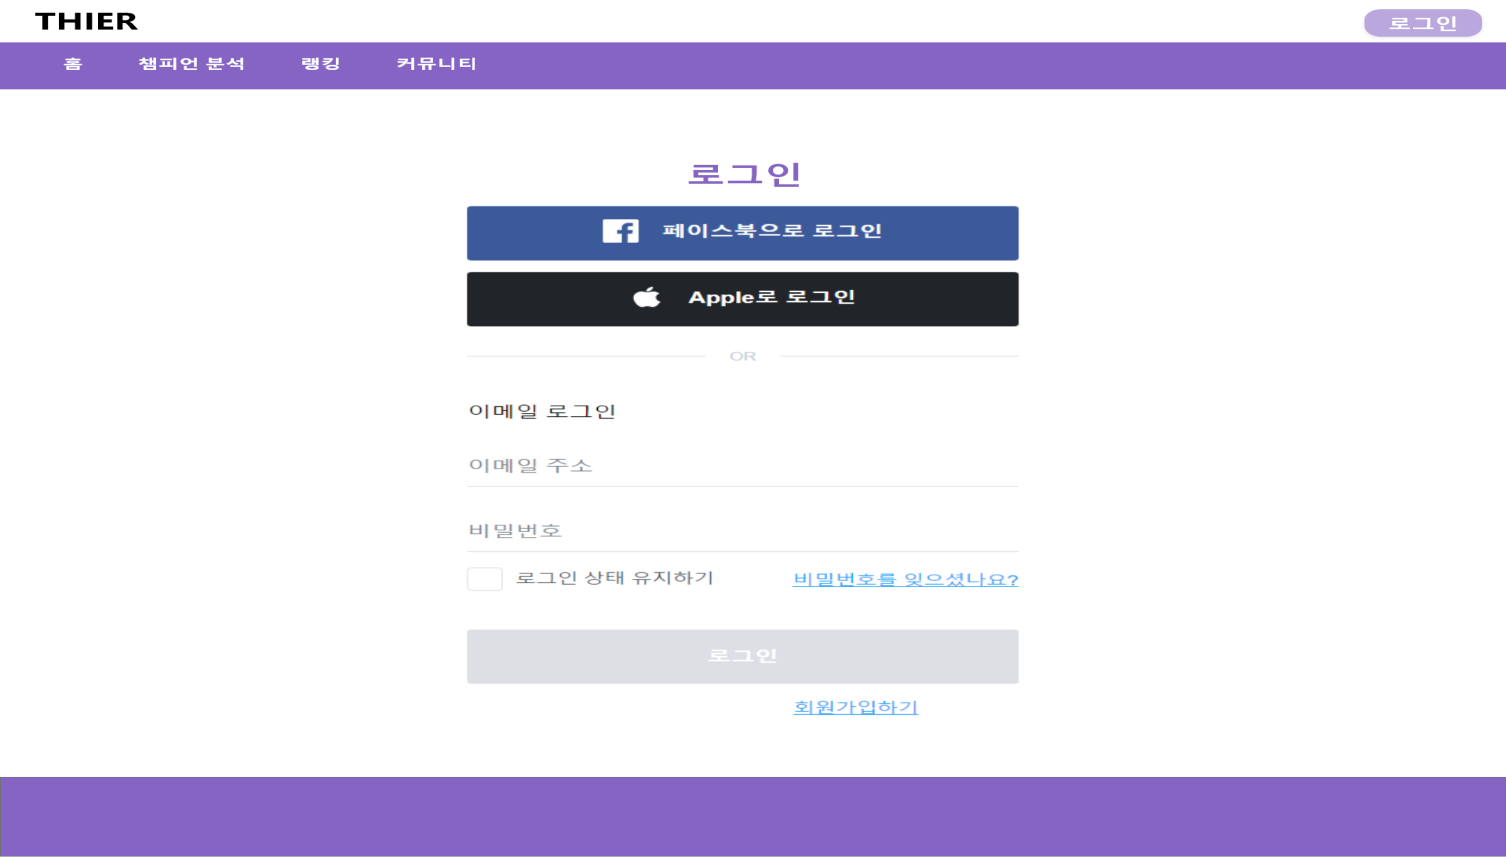 THIER
로그인
홈 챔피언 분석 랭킹 커뮤니티
로그인
페이스북으로 로그인
Apple로 로그인
OR
이메일 로그인
이메일 주소
비밀번호
로그인 상태 유지하기 비밀번호를 잊으셨나요?
로그인
회원가입하기